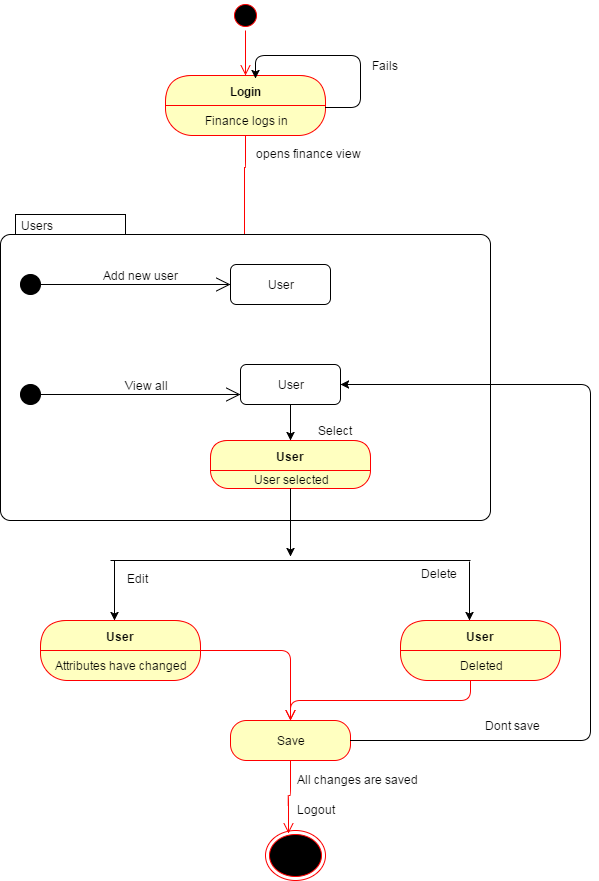 Fails
Login
Finance logs in
opens finance view
Users
Add new user
User
View all
User
Select
User
User selected
Edit
Delete
User
Attributes have changed
User
Deleted
Dont save
Save
All changes are saved
Logout